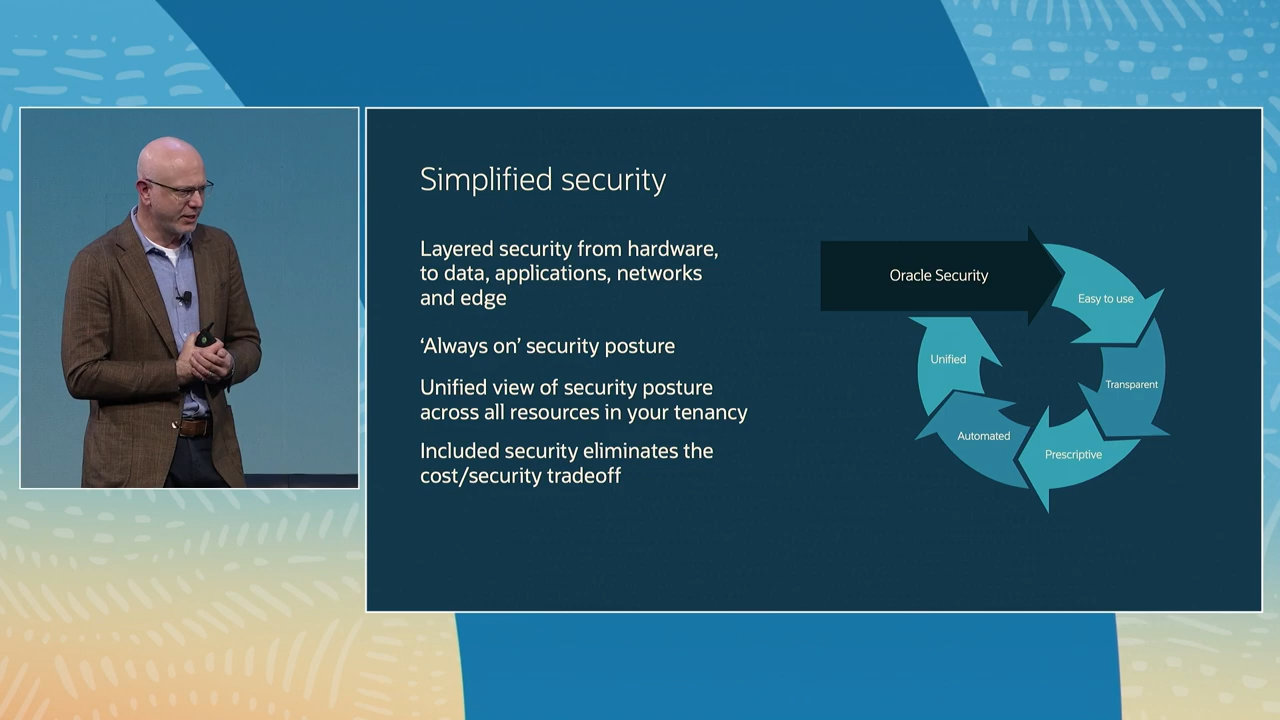 Simplified security
Layered security from hardware,
to data, applications, networks
and edge
‘Always on’ security posture
Unified view of security posture
across all resources in your tenancy
Included security eliminates the
cost/security tradeoff
Oracle Security
Easy to use
Transparent
Prescriptive
Automated
Unified